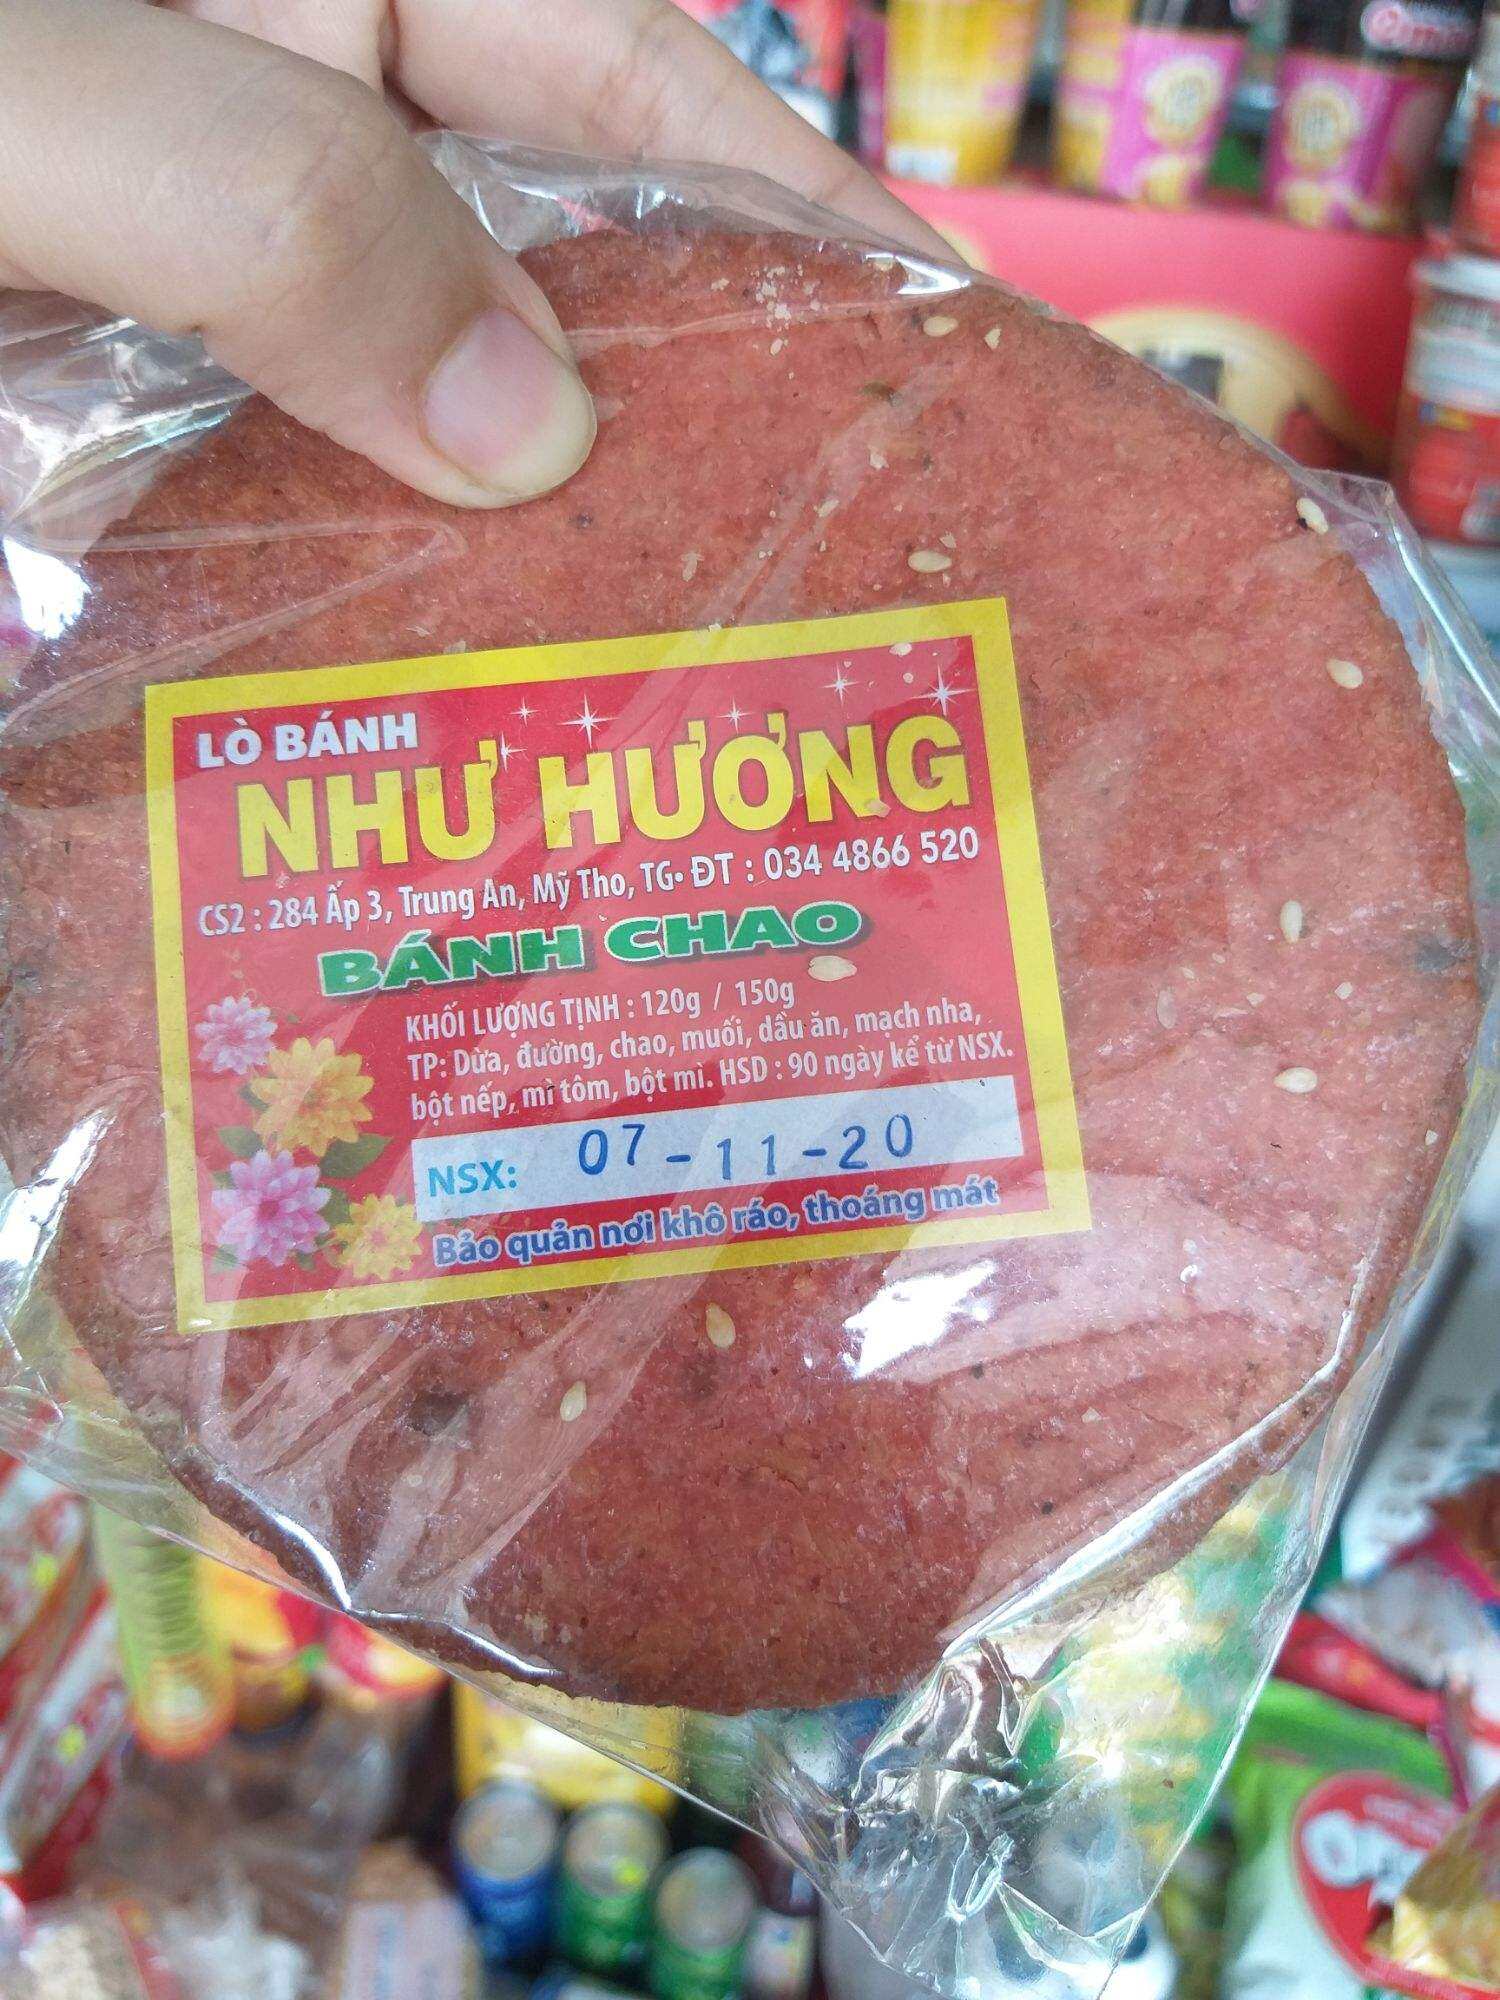 LÒ BÁNH
NHƯ HƯƠNG
CS2 : 284 Ấp 3, Trung An, Mỹ Tho, TG• ĐT : 034 4866 520
BÁNH CHAO
KHỐI LƯỢNG TỊNH : 120g / 150g
TP: Dừa, đường, chao, muối, dầu ăn, mạch nha,
bột nếp, mì tôm, bột mì. HSD : 90 ngày kể từ NSX.
NSX: 07-11-20
Bảo quản nơi khô ráo, thoáng mát